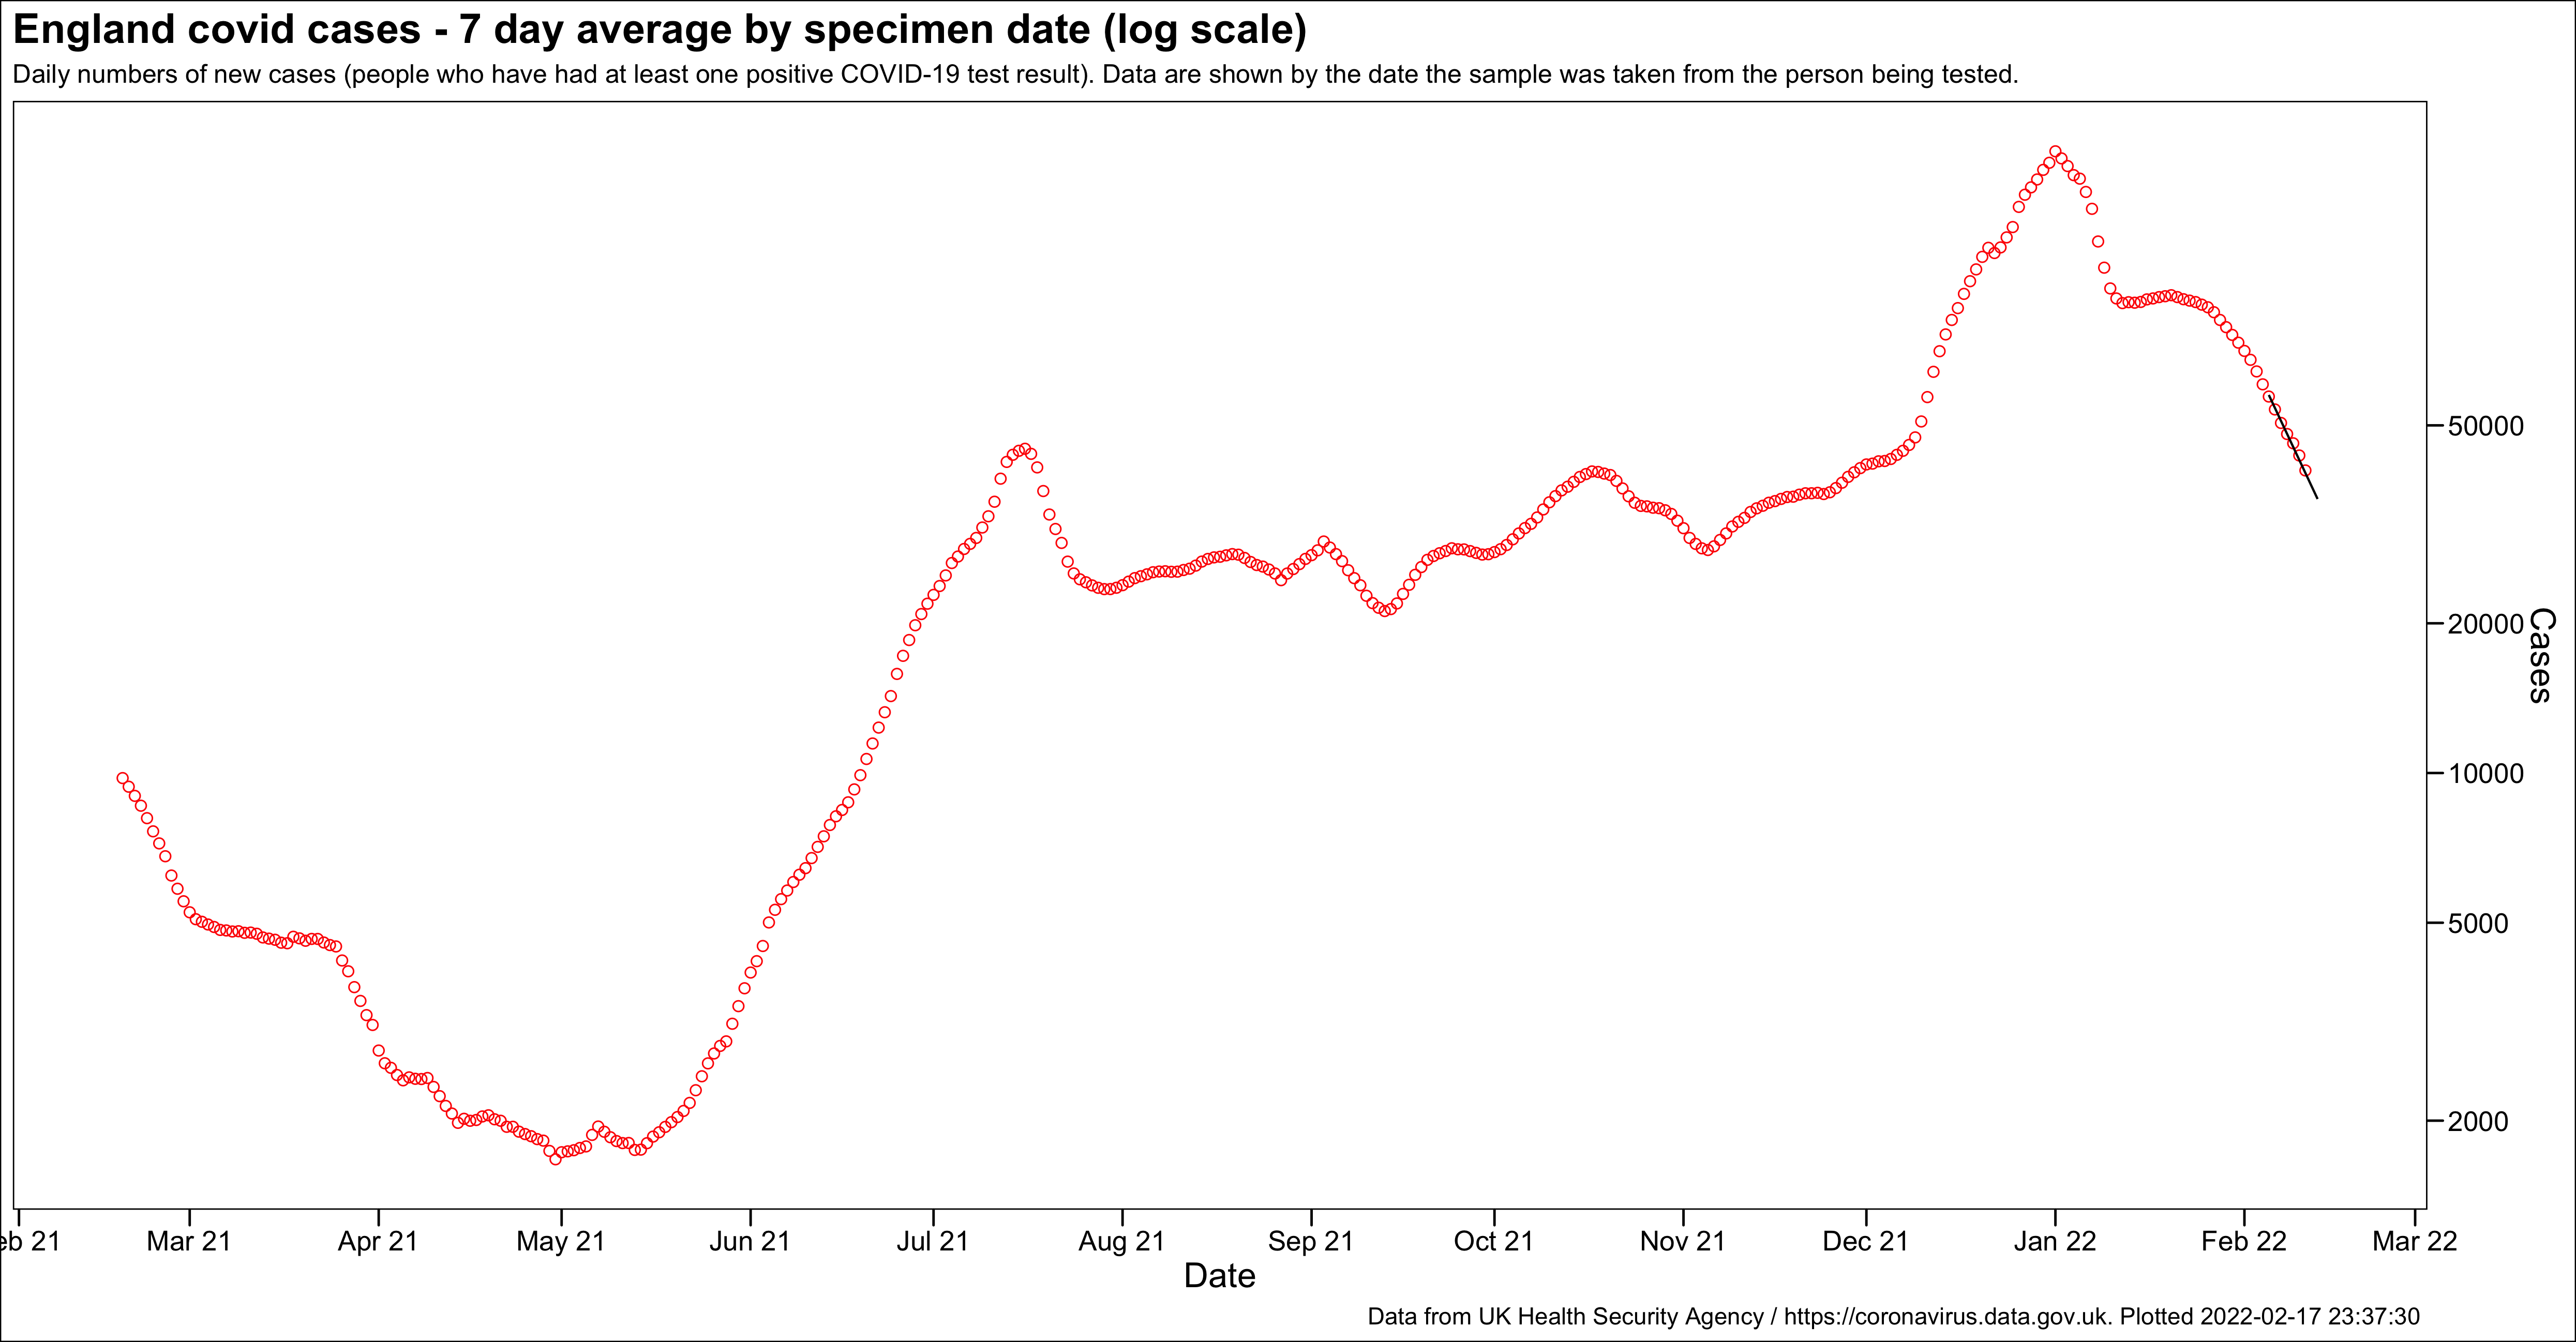 England covid cases - 7 day average by specimen date (log scale)
Daily numbers of new cases (people who have had at least one positive COVID-19 test result). Data are shown by the date the sample was taken from the person being tested.
50000
20000
10000
5000
2000
Cases
eb 21 Mar 21 Apr 21 May 21 Jun 21 Jul 21 Aug 21 Sep 21 Oct 21 Nov 21 Dec 21 Jan 22 Feb 22 Mar 22
Date
Data from UK Health Security Agency / https://coronavirus.data.gov.uk. Plotted 2022-02-17 23:37:30